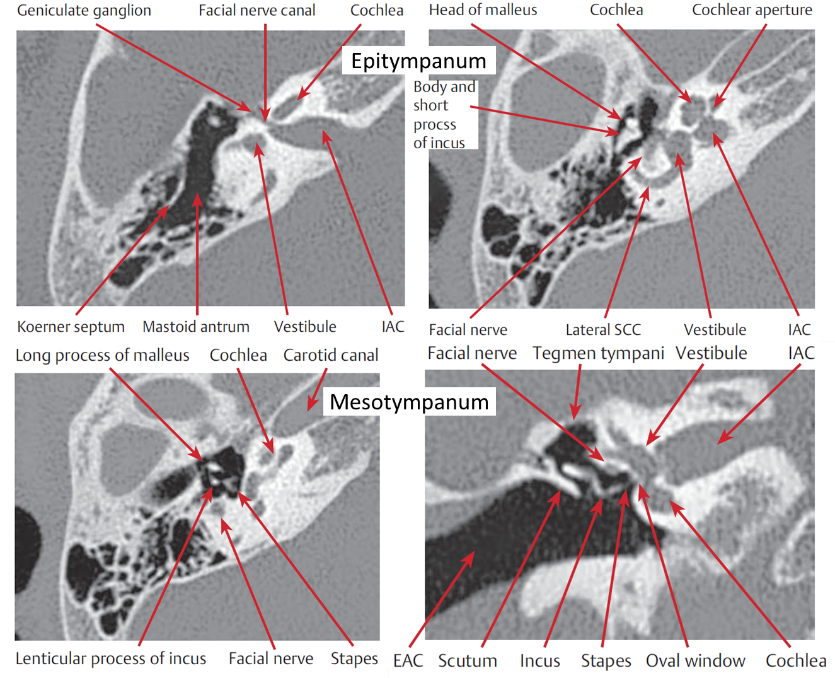 Geniculate ganglion Facial nerve canal Cochlea
Epitympanum
Koerner septum Mastoid antrum Vestibule IAC
Head of malleus Cochlea Cochlear aperture
Body and
short
procss
of incus
Facial nerve Lateral SCC Vestibule IAC
Long process of malleus Cochlea Carotid canal
Mesotympanum
Lenticular process of incus Facial nerve Stapes
Facial nerve Tegmen tympani Vestibule IAC
EAC Scutum Incus Stapes Oval window Cochlea